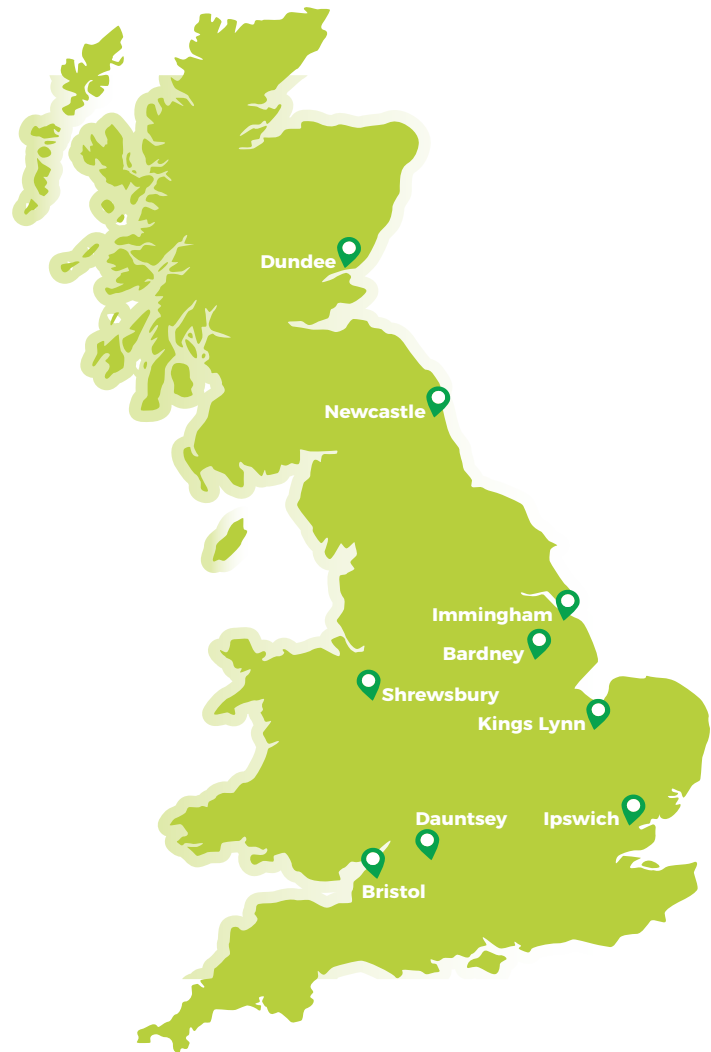 Dundee
Newcastle
Immingham
Bardney
Shrewsbury
Kings Lynn
Dauntsey
Ipswich
Bristol